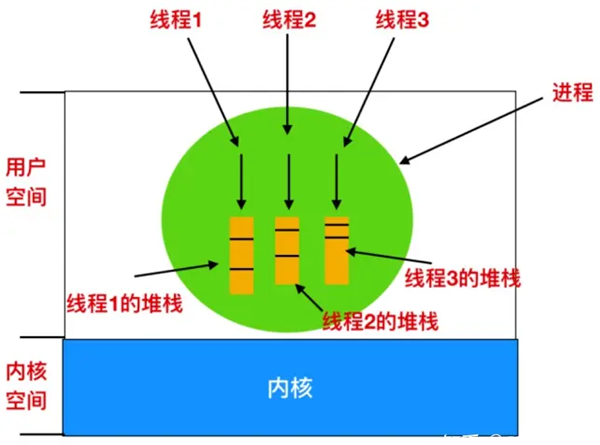 线程1
线程2
线程3
进程
用户
空间
线程1的堆栈
线程2的堆栈
线程3的堆栈
内核
空间
内核